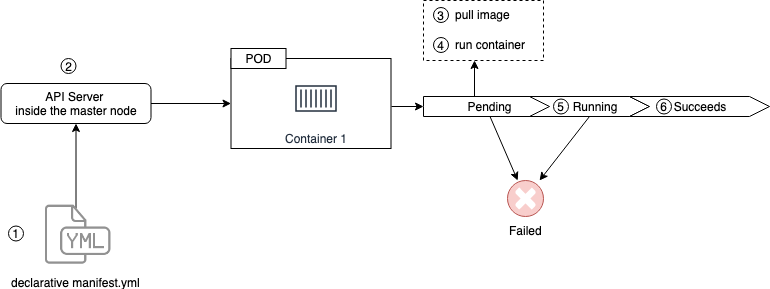 ③ pull image
④ run container
②
POD
API Server
inside the master node
Container 1
Pending
⑤ Running
⑥ Succeeds
①
YML
Failed
declarative manifest.yml